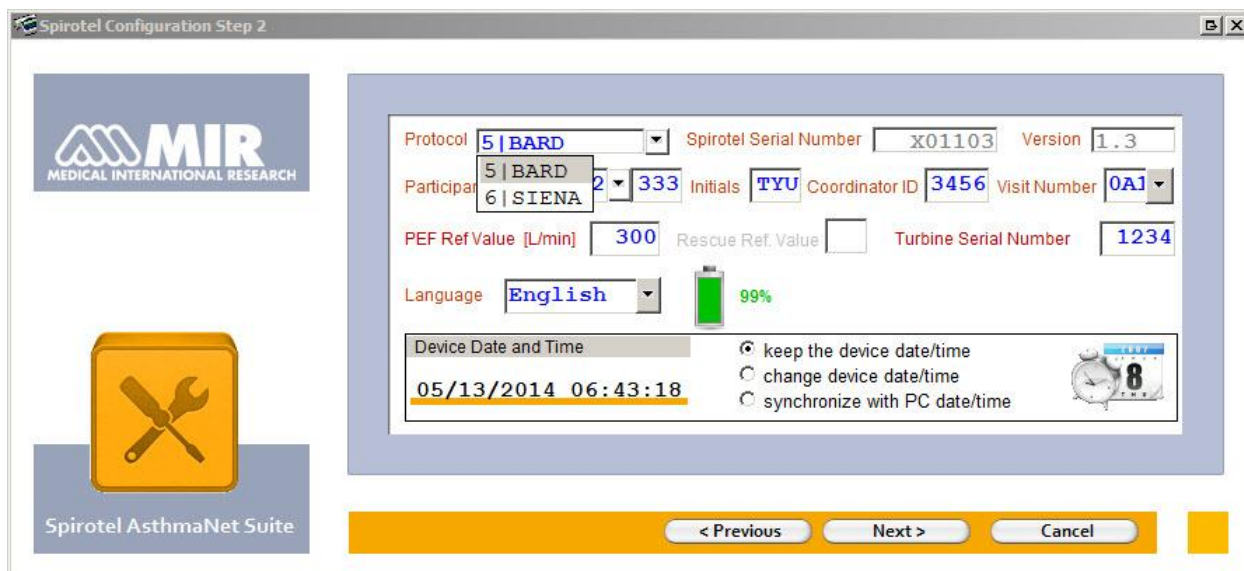 Spirotel Configuration Step 2
MIR
MEDICAL INTERNATIONAL RESEARCH
Protocol 5|BARD Spirotel Serial Number X01103 Version 1.3
5|BARD
6|SIENA
2 333 Initials TYU Coordinator ID 3456 Visit Number
PEF Ref Value [L/min] 300 Rescue Ref. Value Turbine Serial Number 1234
Language English 99%
Device Date and Time
05/13/2014 06:43:18
keep the device date/time
change device date/time
synchronize with PC date/time
8
Spirotel AsthmaNet Suite
< Previous Next > Cancel